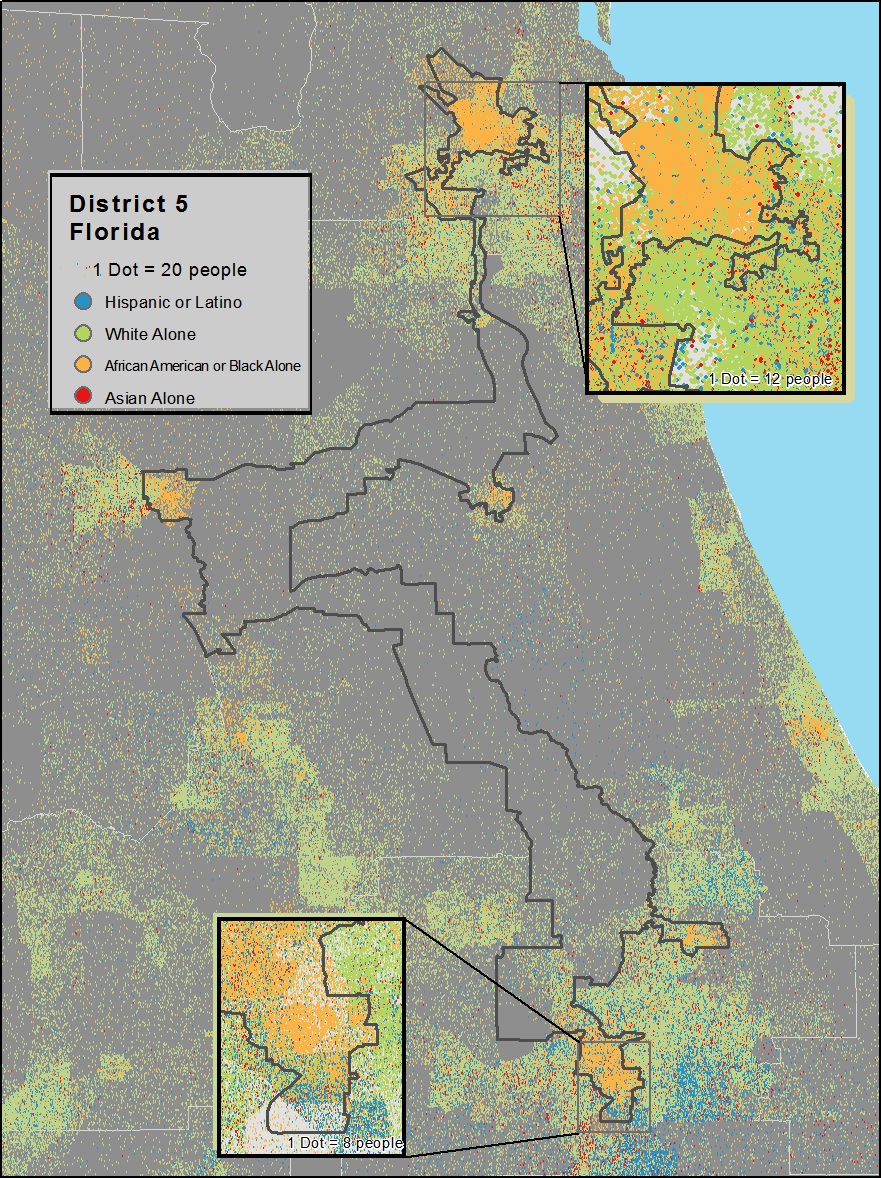 District 5
Florida
1 Dot = 20 people
Hispanic or Latino
White Alone
African American or Black Alone
Asian Alone
1 Dot = 12 people
1 Dot = 8 people